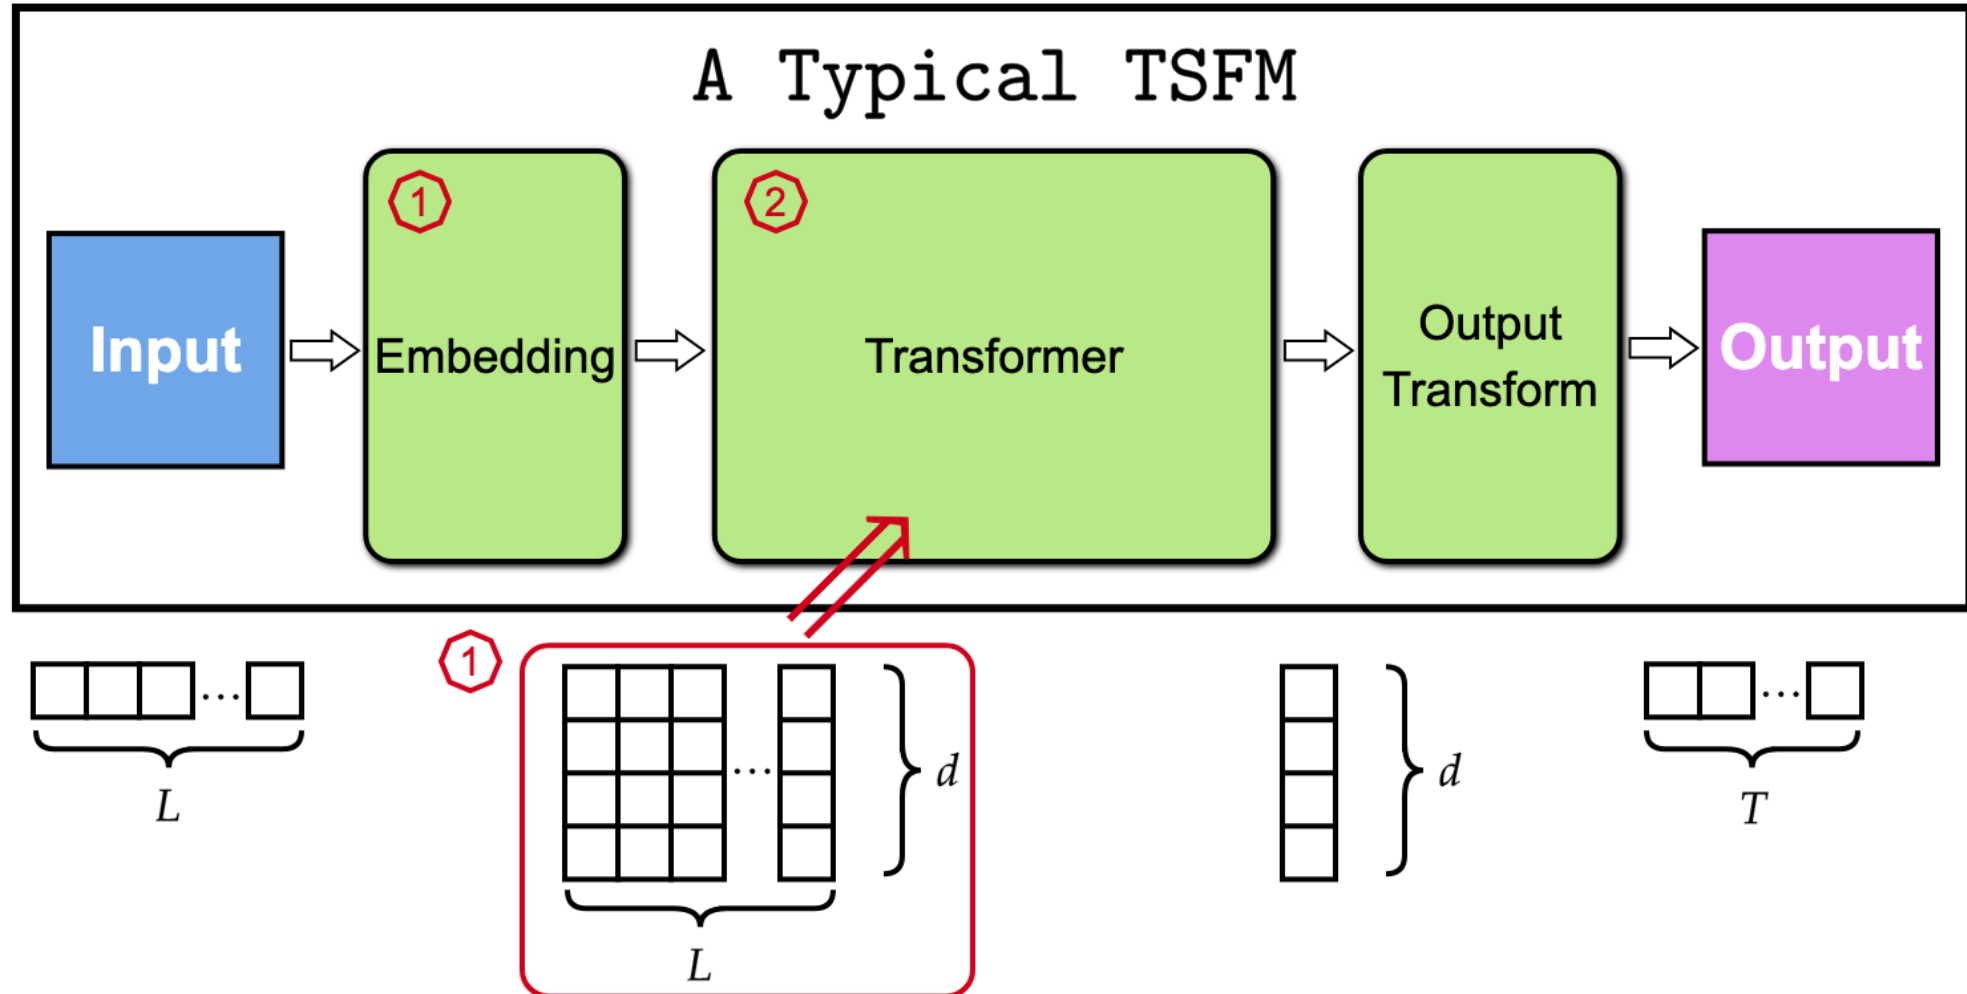 A Typical TSFM
1
2
Input
Embedding
Transformer
Output
Transform
Output
1
...
L
...
d
L
d
...
T